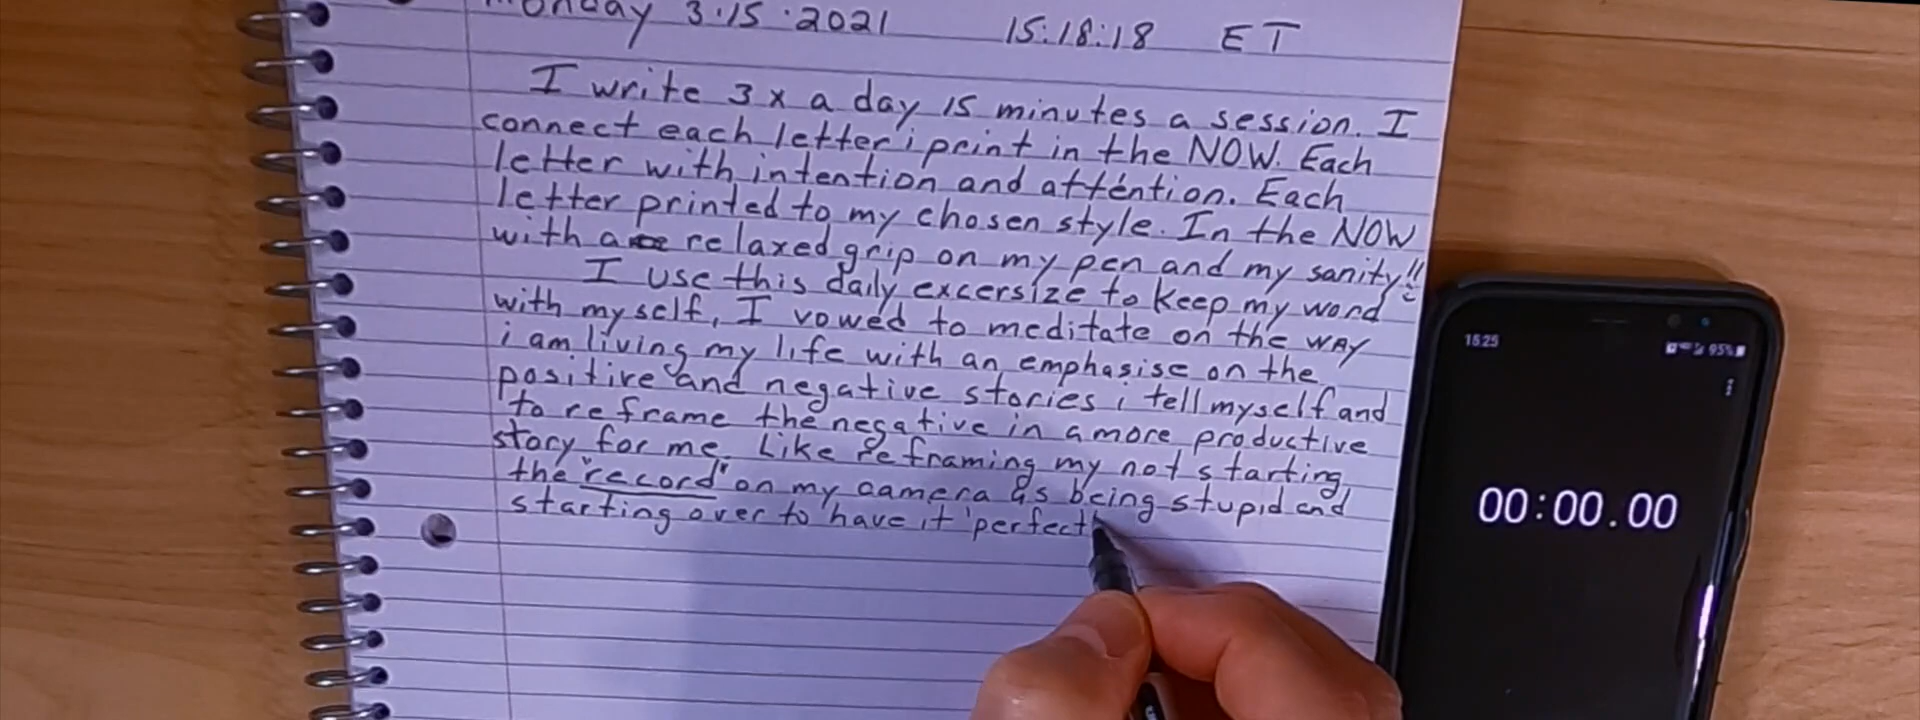 Monday 3.15.2021 15:18:18 ET
I write 3 x a day 15 minutes a session. I
connect each letter i print in the NOW. Each
letter with intention and attention. Each
letter printed to my chosen style. In the NOW
with a relaxed grip on my pen and my sanity!!
I use this daily excersize to keep my word
with myself, I vowed to meditate on the WAY
i am living my life with an emphasise on the
positive and negative stories i tell myself and
to reframe the negative in a more productive
story for me. Like reframing my not starting
the "record" on my camera as being stupid and
starting over to have it 'perfect
15:25
95%
00:00.00